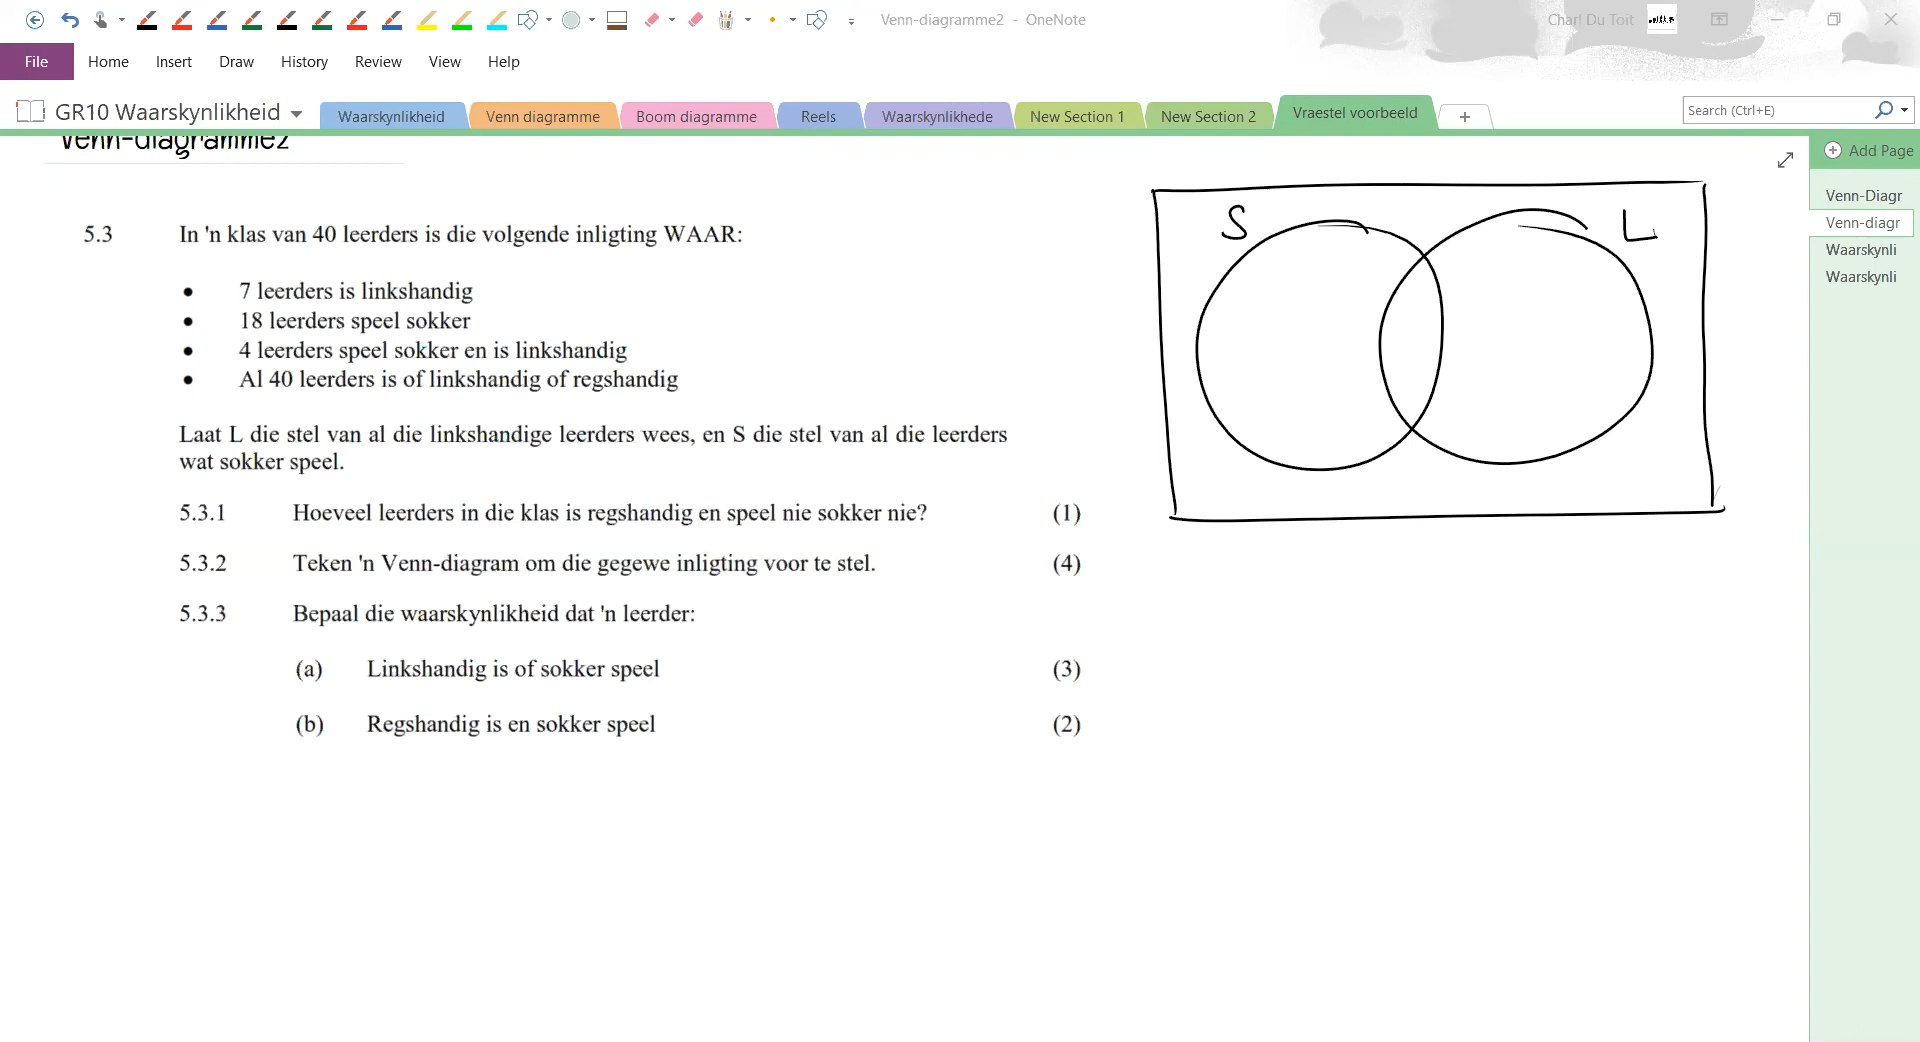 Venn-diagramme2 - OneNote
Charl Du Toit
File Home Insert Draw History Review View Help
GR10 Waarskynlikheid
Waarskynlikheid
Venn diagramme
Boom diagramme
Reels
Waarskynlikhede
New Section 1
New Section 2
Vraestel voorbeeld
+
Search (Ctrl+E)
Venn-diagramme2
Add Page
Venn-Diagr
Venn-diagr
Waarskynli
Waarskynli
5.3 In 'n klas van 40 leerders is die volgende inligting WAAR:
• 7 leerders is linkshandig
• 18 leerders speel sokker
• 4 leerders speel sokker en is linkshandig
• Al 40 leerders is of linkshandig of regshandig
Laat L die stel van al die linkshandige leerders wees, en S die stel van al die leerders
wat sokker speel.
5.3.1 Hoeveel leerders in die klas is regshandig en speel nie sokker nie? (1)
5.3.2 Teken 'n Venn-diagram om die gegewe inligting voor te stel. (4)
5.3.3 Bepaal die waarskynlikheid dat 'n leerder:
(a) Linkshandig is of sokker speel (3)
(b) Regshandig is en sokker speel (2)
S L